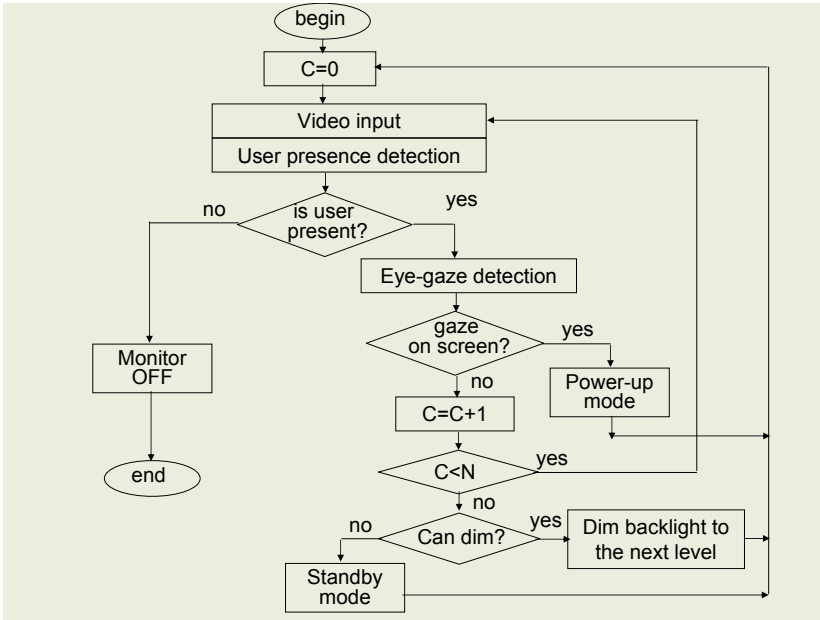 begin
C=0
Video input
User presence detection
no
is user
present?
yes
Eye-gaze detection
gaze
on screen?
yes
Monitor
OFF
no
Power-up
mode
C=C+1
C<N
yes
end
no
no
Can dim?
yes
Dim backlight to
the next level
Standby
mode